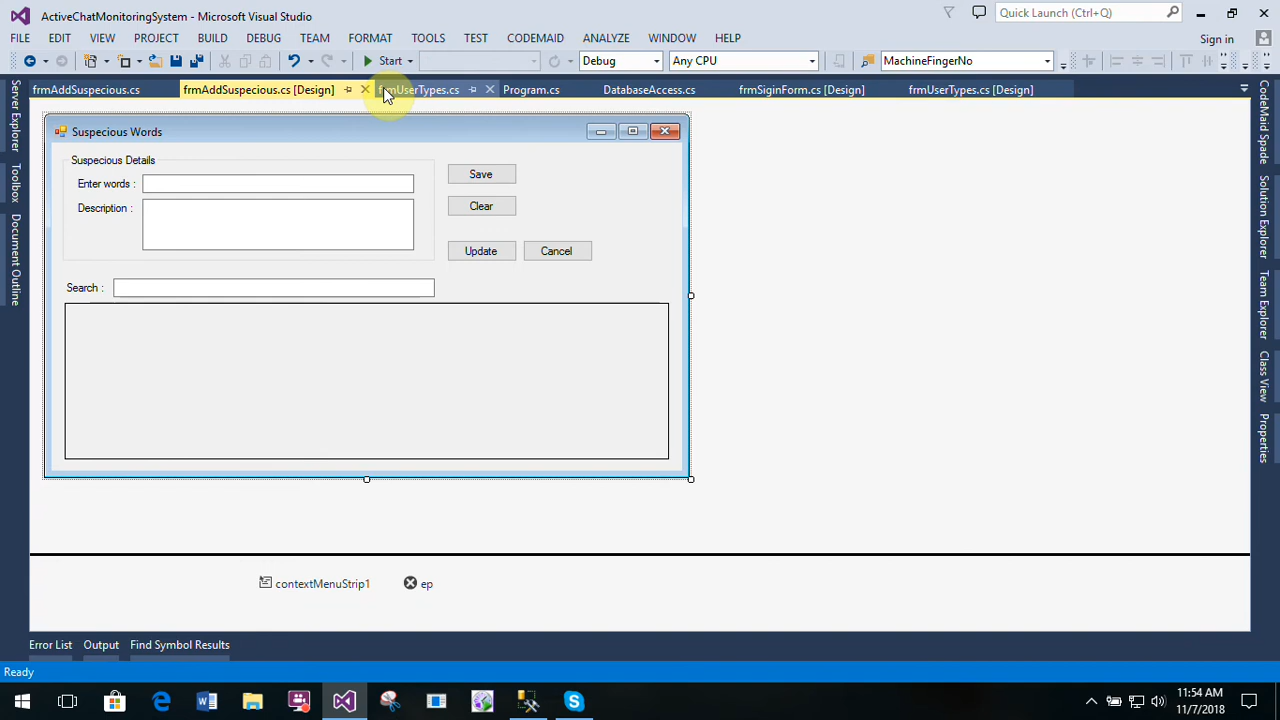 ActiveChatMonitoringSystem - Microsoft Visual Studio
Quick Launch (Ctrl+Q)
FILE EDIT VIEW PROJECT BUILD DEBUG TEAM FORMAT TOOLS TEST CODEMAID ANALYZE WINDOW HELP
Sign in
Start Debug Any CPU MachineFingerNo
frmAddSuspecious.cs frmAddSuspecious.cs [Design] frmUserTypes.cs Program.cs DatabaseAccess.cs frmSiginForm.cs [Design] frmUserTypes.cs [Design]
Server Explorer
Toolbox
Document Outline
Suspecious Words
Suspecious Details
Enter words :
Description :
Save
Clear
Update Cancel
Search :
contextMenuStrip1 ep
CodeMaid Spade
Solution Explorer
Team Explorer
Class View
Properties
Error List Output Find Symbol Results
Ready
11:54 AM
11/7/2018